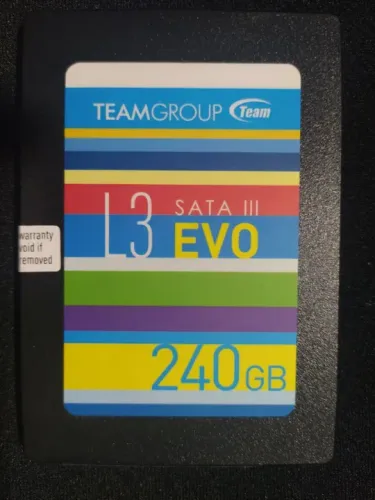 TEAMGROUP Team
L3 SATA III
EVO
warranty
void if
removed
240GB